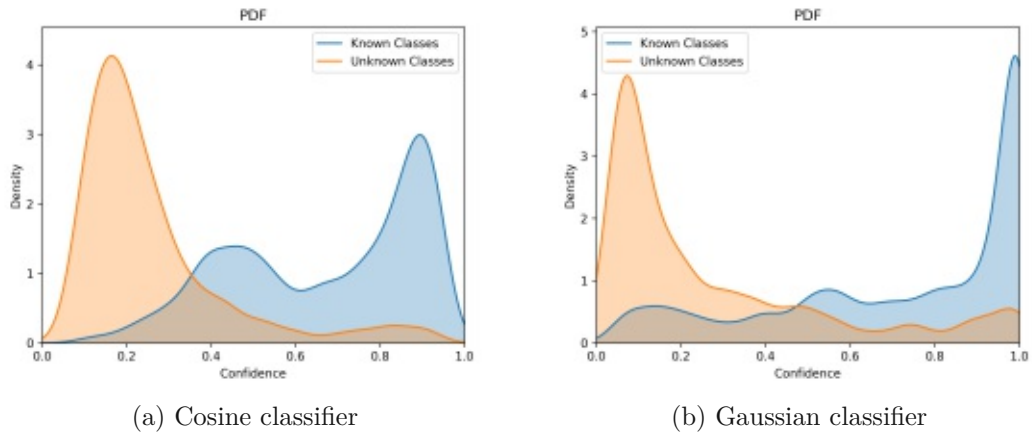 PDF
Known Classes
Unknown Classes
Density
4
3
2
1
0
0.0 0.2 0.4 0.6 0.8 1.0
Confidence
(a) Cosine classifier
PDF
Known Classes
Unknown Classes
Density
5
4
3
2
1
0
0.0 0.2 0.4 0.6 0.8 1.0
Confidence
(b) Gaussian classifier